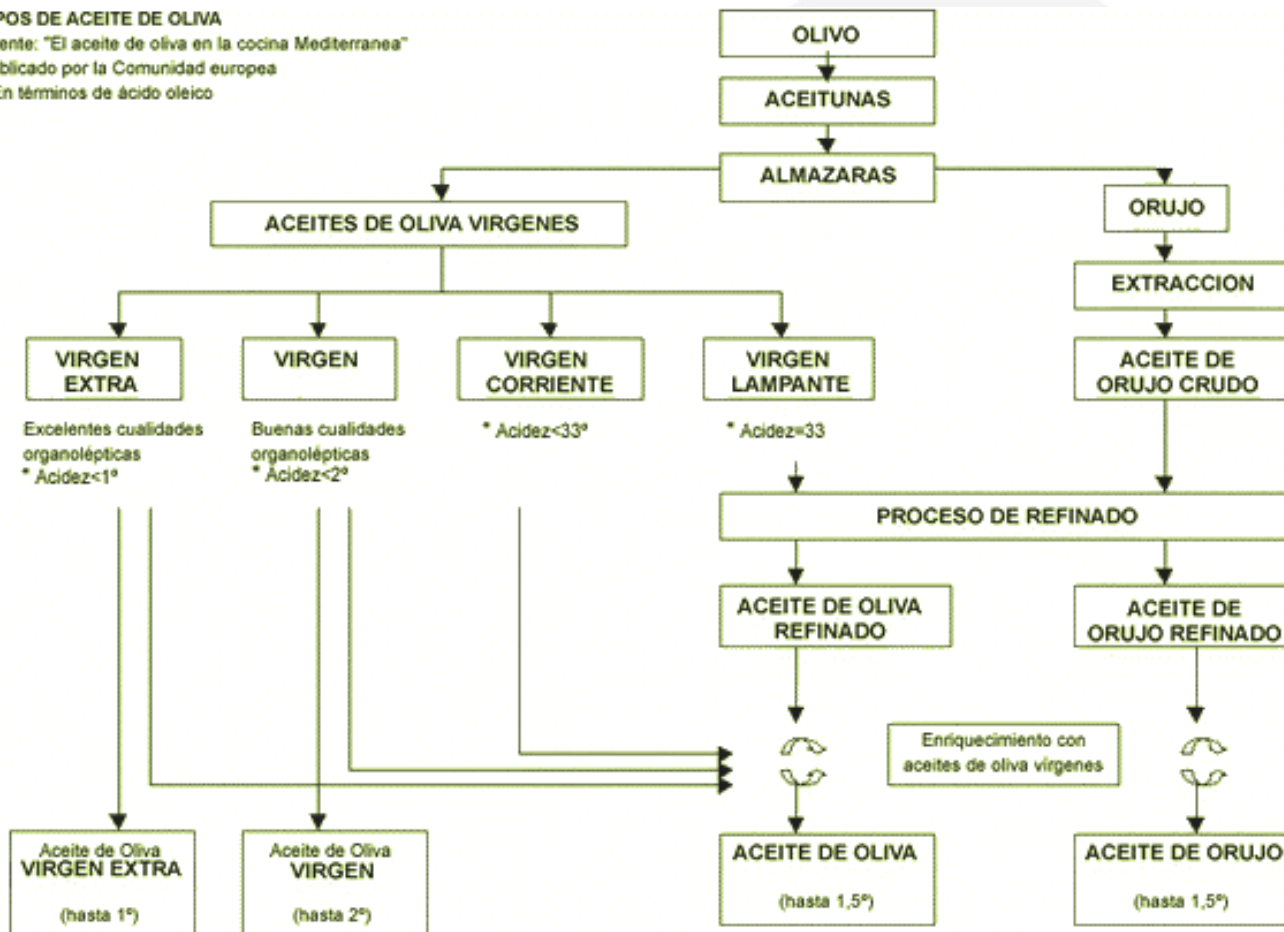 POS DE ACEITE DE OLIVA
ente: "El aceite de oliva en la cocina Mediterranea"
blicado por la Comunidad europea
En términos de ácido oleico
OLIVO
ACEITUNAS
ALMAZARAS
ACEITES DE OLIVA VIRGENES
ORUJO
EXTRACCION
VIRGEN
EXTRA
VIRGEN
VIRGEN
CORRIENTE
VIRGEN
LAMPANTE
ACEITE DE
ORUJO CRUDO
Excelentes cualidades
organolépticas
* Acidez<1º
Buenas cualidades
organolépticas
* Acidez<2º
* Acidez<33º
* Acidez=33
PROCESO DE REFINADO
ACEITE DE OLIVA
REFINADO
ACEITE DE
ORUJO REFINADO
Enriquecimiento con
aceites de oliva vírgenes
Aceite de Oliva
VIRGEN EXTRA
(hasta 1º)
Aceite de Oliva
VIRGEN
(hasta 2º)
ACEITE DE OLIVA
(hasta 1,5º)
ACEITE DE ORUJO
(hasta 1,5º)